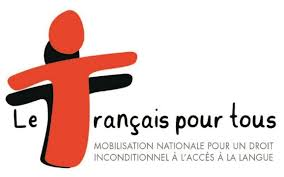 Le français pour tous
MOBILISATION NATIONALE POUR UN DROIT
INCONDITIONNEL À L'ACCÈS À LA LANGUE